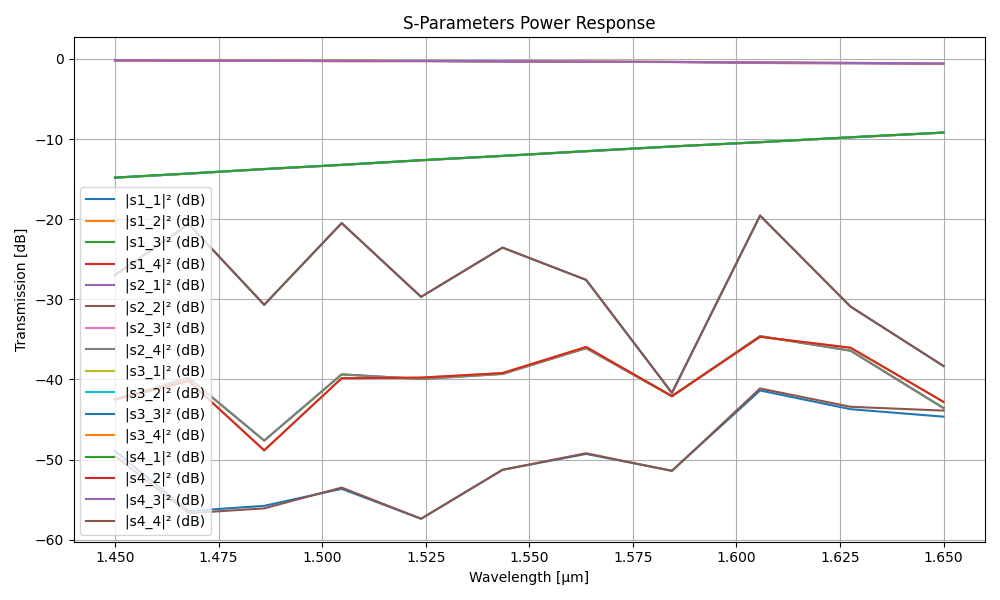 S-Parameters Power Response
Transmission [dB]
0
−10
−20
−30
−40
−50
−60
|s1_1|² (dB)
|s1_2|² (dB)
|s1_3|² (dB)
|s1_4|² (dB)
|s2_1|² (dB)
|s2_2|² (dB)
|s2_3|² (dB)
|s2_4|² (dB)
|s3_1|² (dB)
|s3_2|² (dB)
|s3_3|² (dB)
|s3_4|² (dB)
|s4_1|² (dB)
|s4_2|² (dB)
|s4_3|² (dB)
|s4_4|² (dB)
1.450 1.475 1.500 1.525 1.550 1.575 1.600 1.625 1.650
Wavelength [µm]